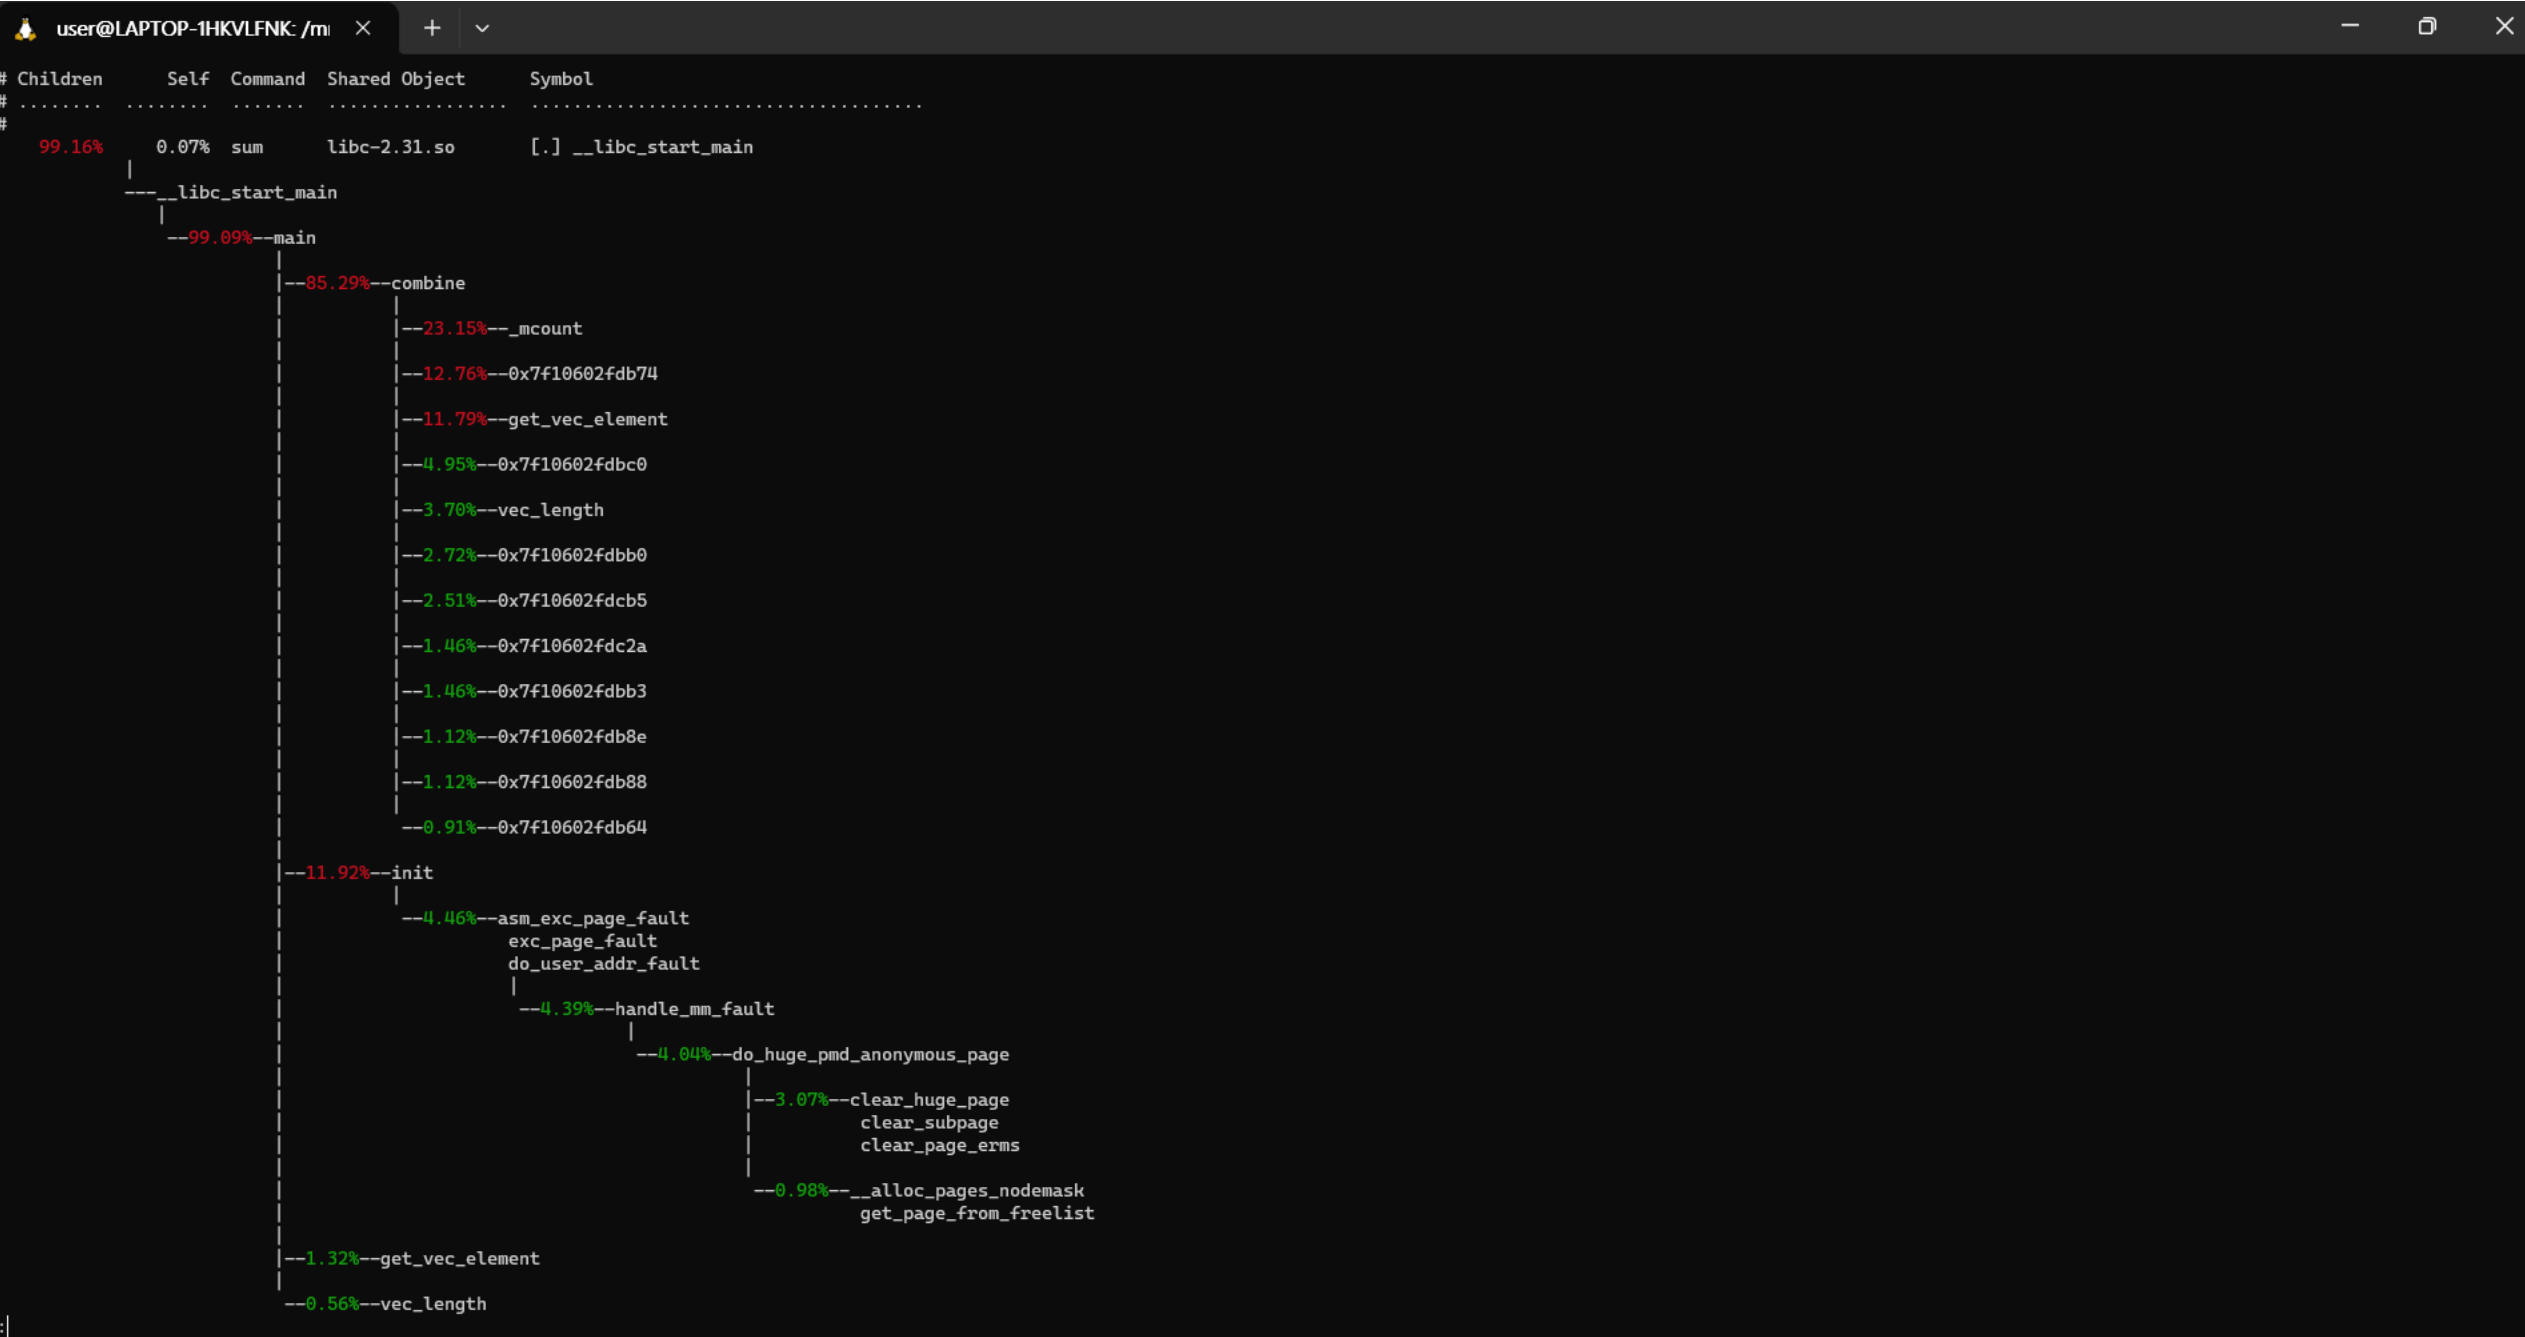 user@LAPTOP-1HKVLFNK: /mi
# Children      Self  Command  Shared Object      Symbol
# ........  ........  .......  .................  .....................................
#
    99.16%     0.07%  sum      libc-2.31.so       [.] __libc_start_main
            |
            ---__libc_start_main
               |
                --99.09%--main
                          |
                          |--85.29%--combine
                          |          |
                          |          |--23.15%--_mcount
                          |          |
                          |          |--12.76%--0x7f10602fdb74
                          |          |
                          |          |--11.79%--get_vec_element
                          |          |
                          |          |--4.95%--0x7f10602fdbc0
                          |          |
                          |          |--3.70%--vec_length
                          |          |
                          |          |--2.72%--0x7f10602fdbb0
                          |          |
                          |          |--2.51%--0x7f10602fdcb5
                          |          |
                          |          |--1.46%--0x7f10602fdc2a
                          |          |
                          |          |--1.46%--0x7f10602fdbb3
                          |          |
                          |          |--1.12%--0x7f10602fdb8e
                          |          |
                          |          |--1.12%--0x7f10602fdb88
                          |          |
                          |           --0.91%--0x7f10602fdb64
                          |
                          |--11.92%--init
                          |          |
                          |           --4.46%--asm_exc_page_fault
                          |                     exc_page_fault
                          |                     do_user_addr_fault
                          |                     |
                          |                      --4.39%--handle_mm_fault
                          |                                |
                          |                                 --4.04%--do_huge_pmd_anonymous_page
                          |                                           |
                          |                                           |--3.07%--clear_huge_page
                          |                                           |          clear_subpage
                          |                                           |          clear_page_erms
                          |                                           |
                          |                                            --0.98%--__alloc_pages_nodemask
                          |                                                      get_page_from_freelist
                          |
                          |--1.32%--get_vec_element
                          |
                           --0.56%--vec_length
: